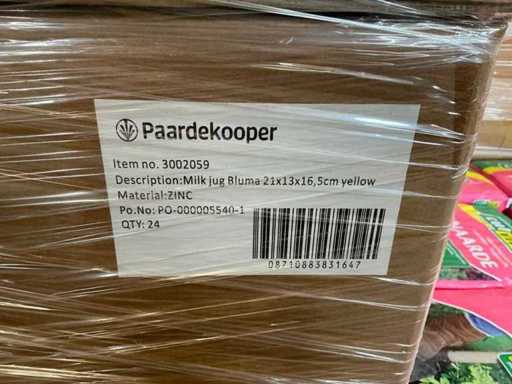 Paardekooper
Item no. 3002059
Description:Milk jug Bluma 21x13x16,5cm yellow
Material:ZINC
Po.No: PO-000005540-1
QTY: 24
08710883831647
AARDE